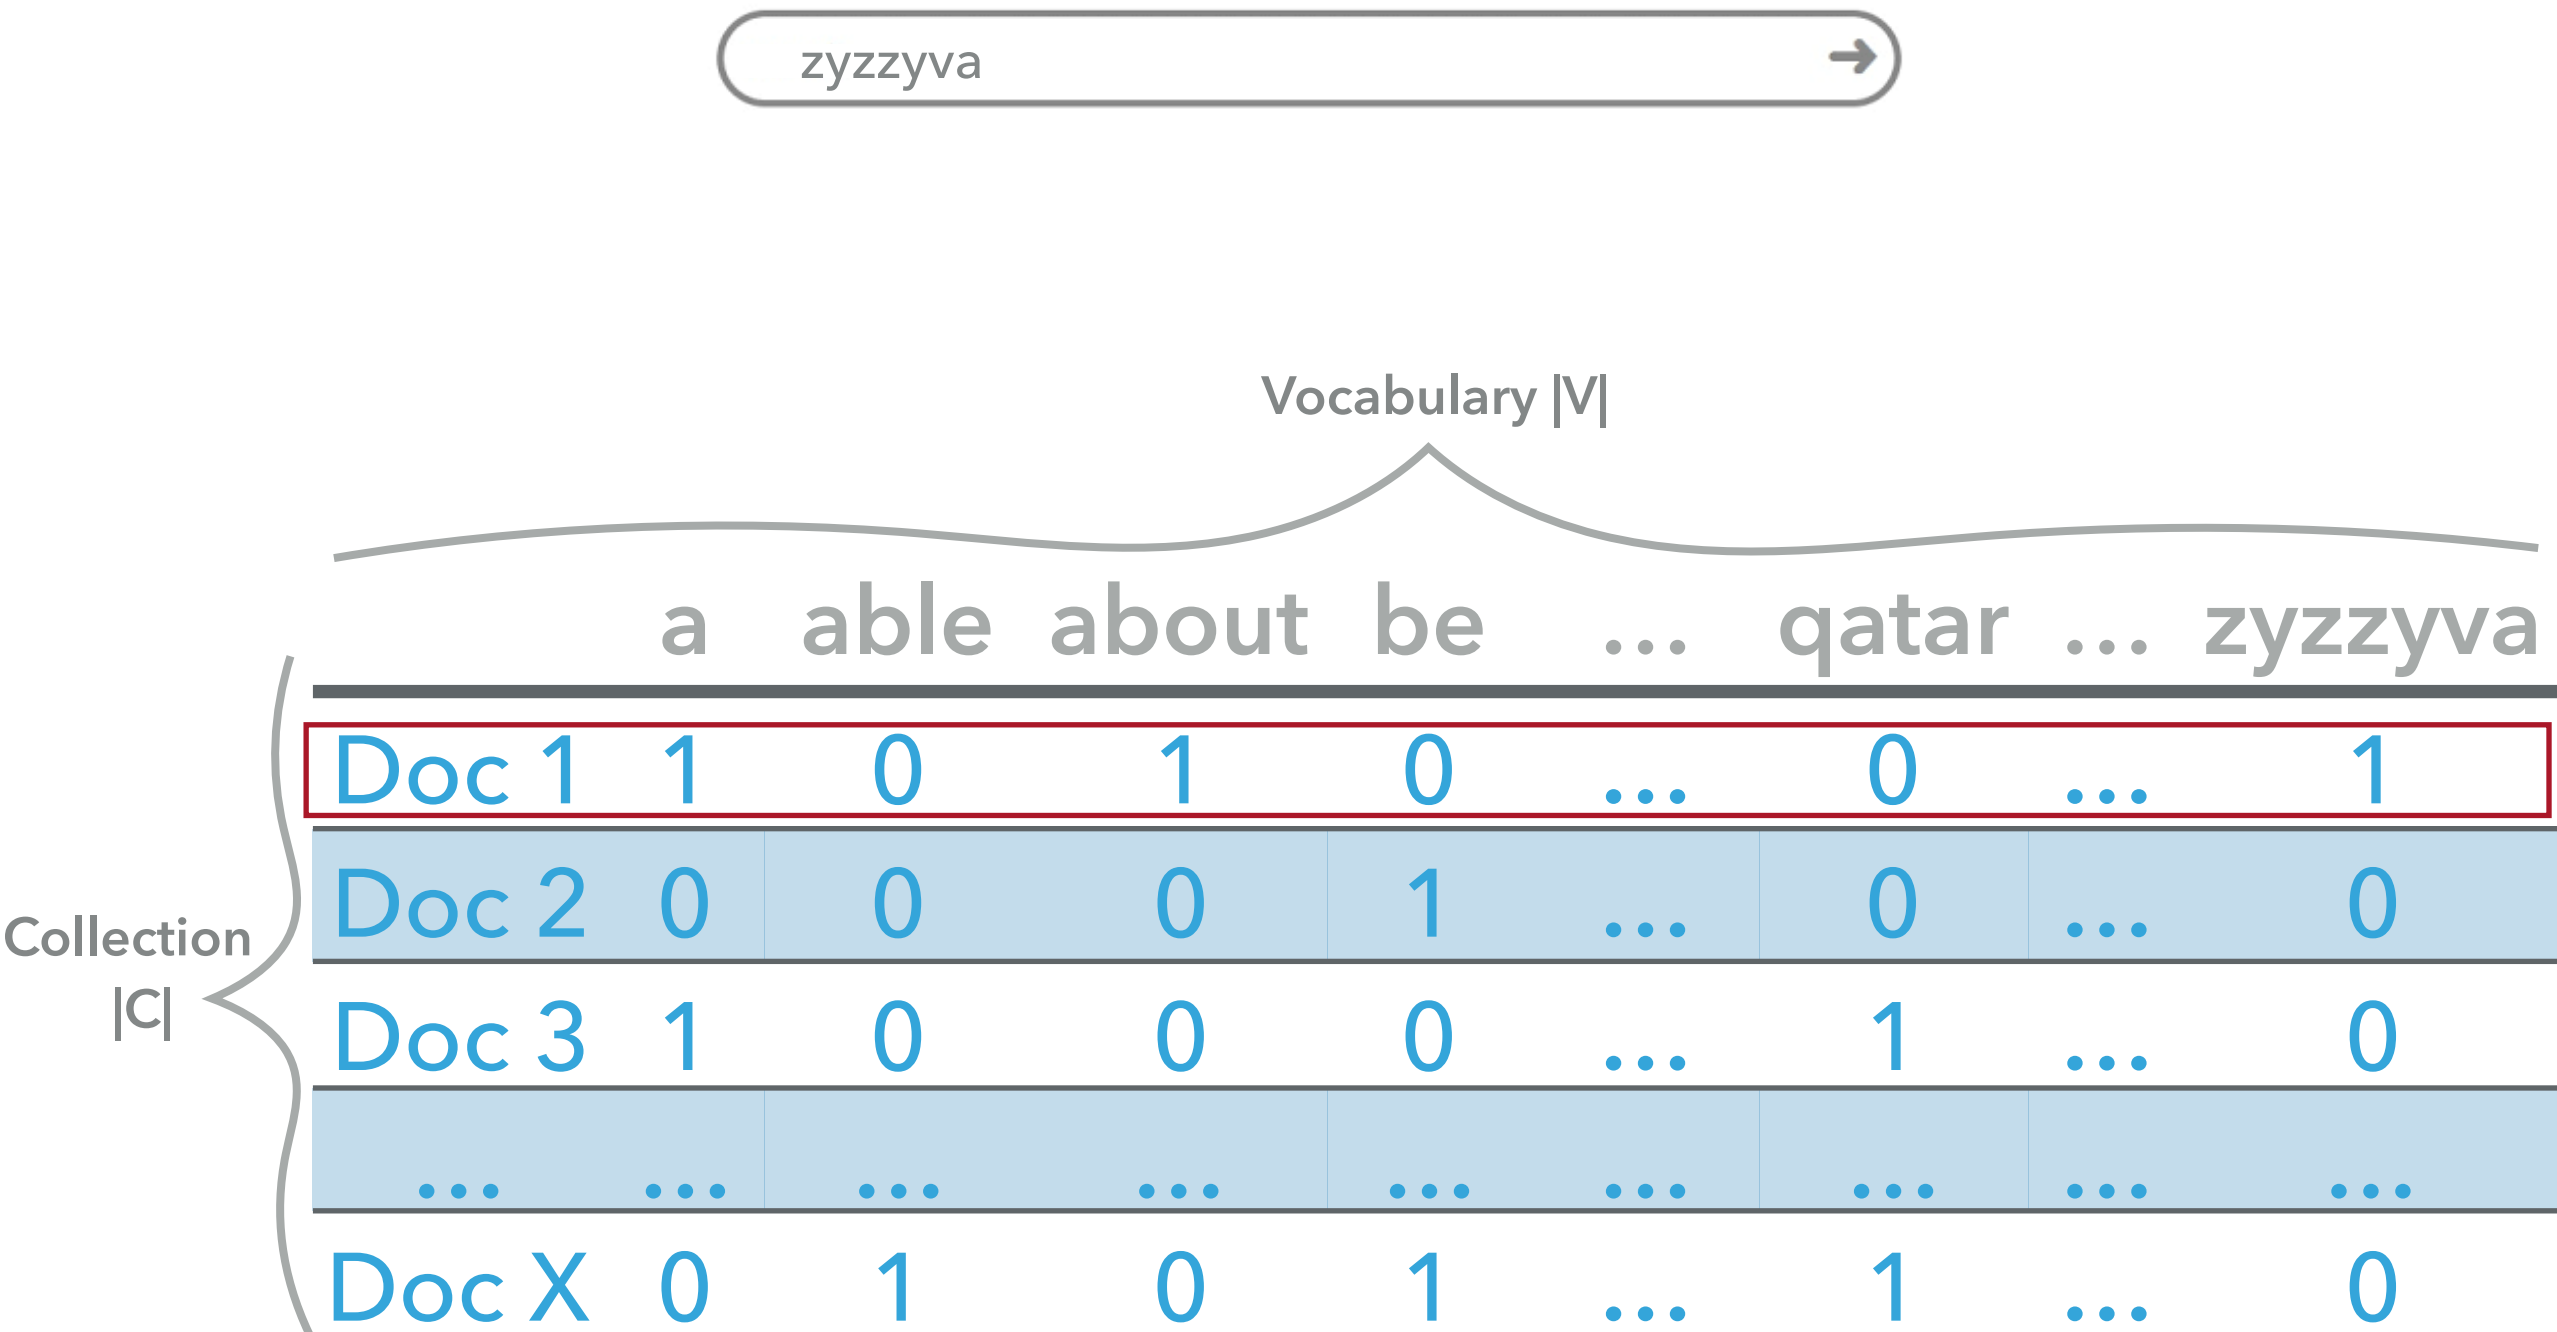 zyzzyva
Vocabulary |V|
a able about be ... qatar ... zyzzyva
Doc 1 1 0 1 0 ... 0 ... 1
Doc 2 0 0 0 1 ... 0 ... 0
Collection
|C|
Doc 3 1 0 0 0 ... 1 ... 0
... ... ... ... ... ... ... ... ...
Doc X 0 1 0 1 ... 1 ... 0